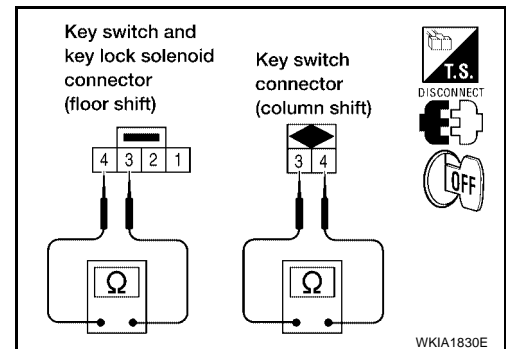 Key switch and
key lock solenoid
connector
(floor shift)
4 3 2 1
Ω
Key switch
connector
(column shift)
3 4
Ω
T.S.
DISCONNECT
OFF
WKIA1830E